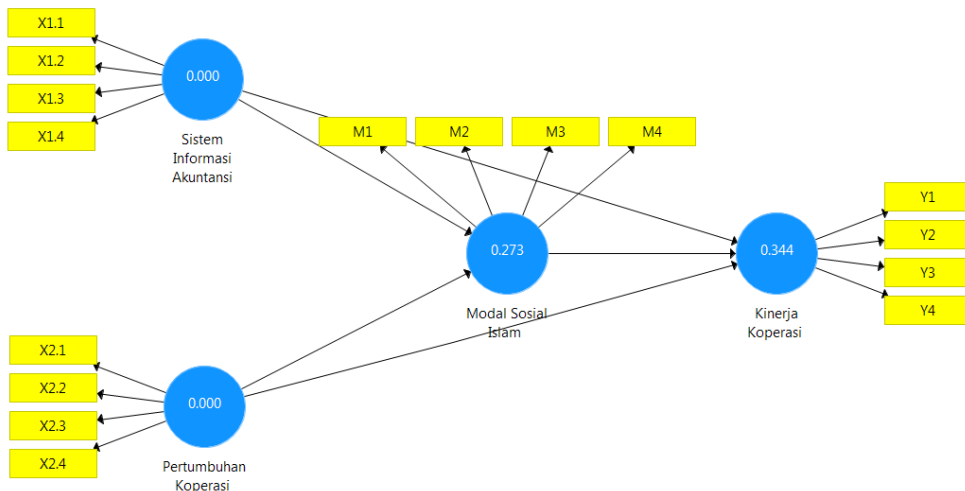 X1.1
X1.2
X1.3
X1.4
0.000
Sistem
Informasi
Akuntansi
M1
M2
M3
M4
0.273
Modal Sosial
Islam
0.344
Kinerja
Koperasi
Y1
Y2
Y3
Y4
X2.1
X2.2
X2.3
X2.4
0.000
Pertumbuhan
Koperasi